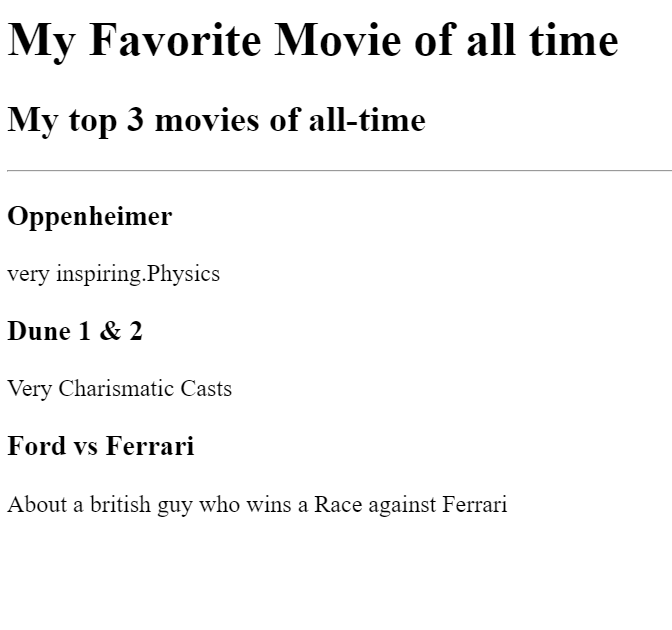 My Favorite Movie of all time
My top 3 movies of all-time
Oppenheimer
very inspiring.Physics
Dune 1 & 2
Very Charismatic Casts
Ford vs Ferrari
About a british guy who wins a Race against Ferrari